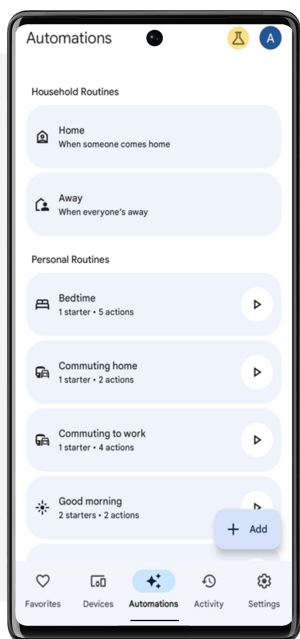 Automations
A
Household Routines
Home
When someone comes home
Away
When everyone's away
Personal Routines
Bedtime
1 starter • 5 actions
Commuting home
1 starter • 2 actions
Commuting to work
1 starter • 4 actions
Good morning
2 starters • 2 actions
+ Add
Favorites
Devices
Automations
Activity
Settings